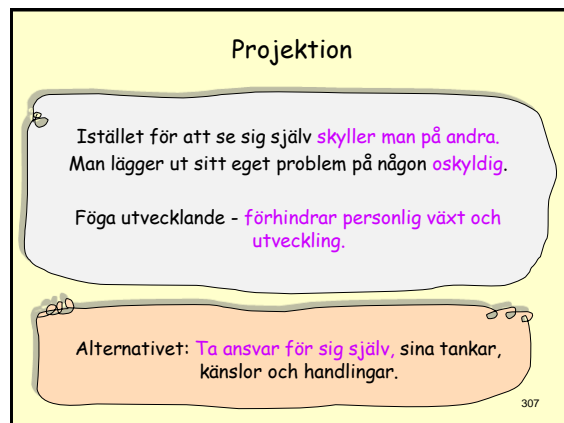 Projektion
Istället för att se sig själv skyller man på andra.
Man lägger ut sitt eget problem på någon oskyldig.
Föga utvecklande - förhindrar personlig växt och
utveckling.
Alternativet: Ta ansvar för sig själv, sina tankar,
känslor och handlingar.
307